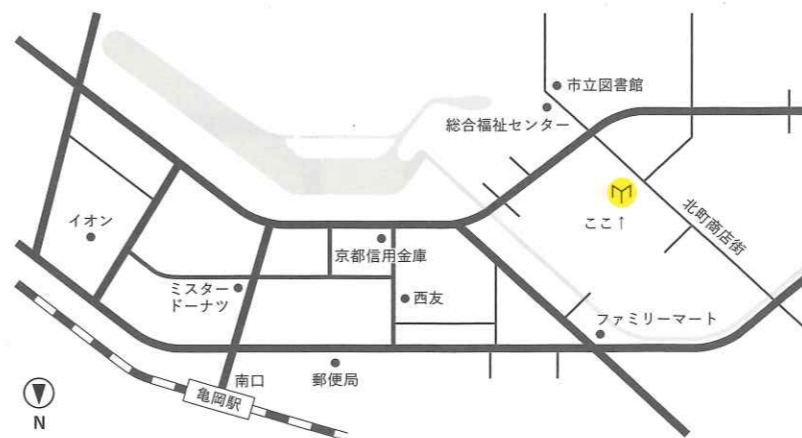 市立図書館
総合福祉センター
北町商店街
ここ↑
イオン
京都信用金庫
ミスター
ドーナツ
西友
ファミリーマート
南口
郵便局
亀岡駅
N